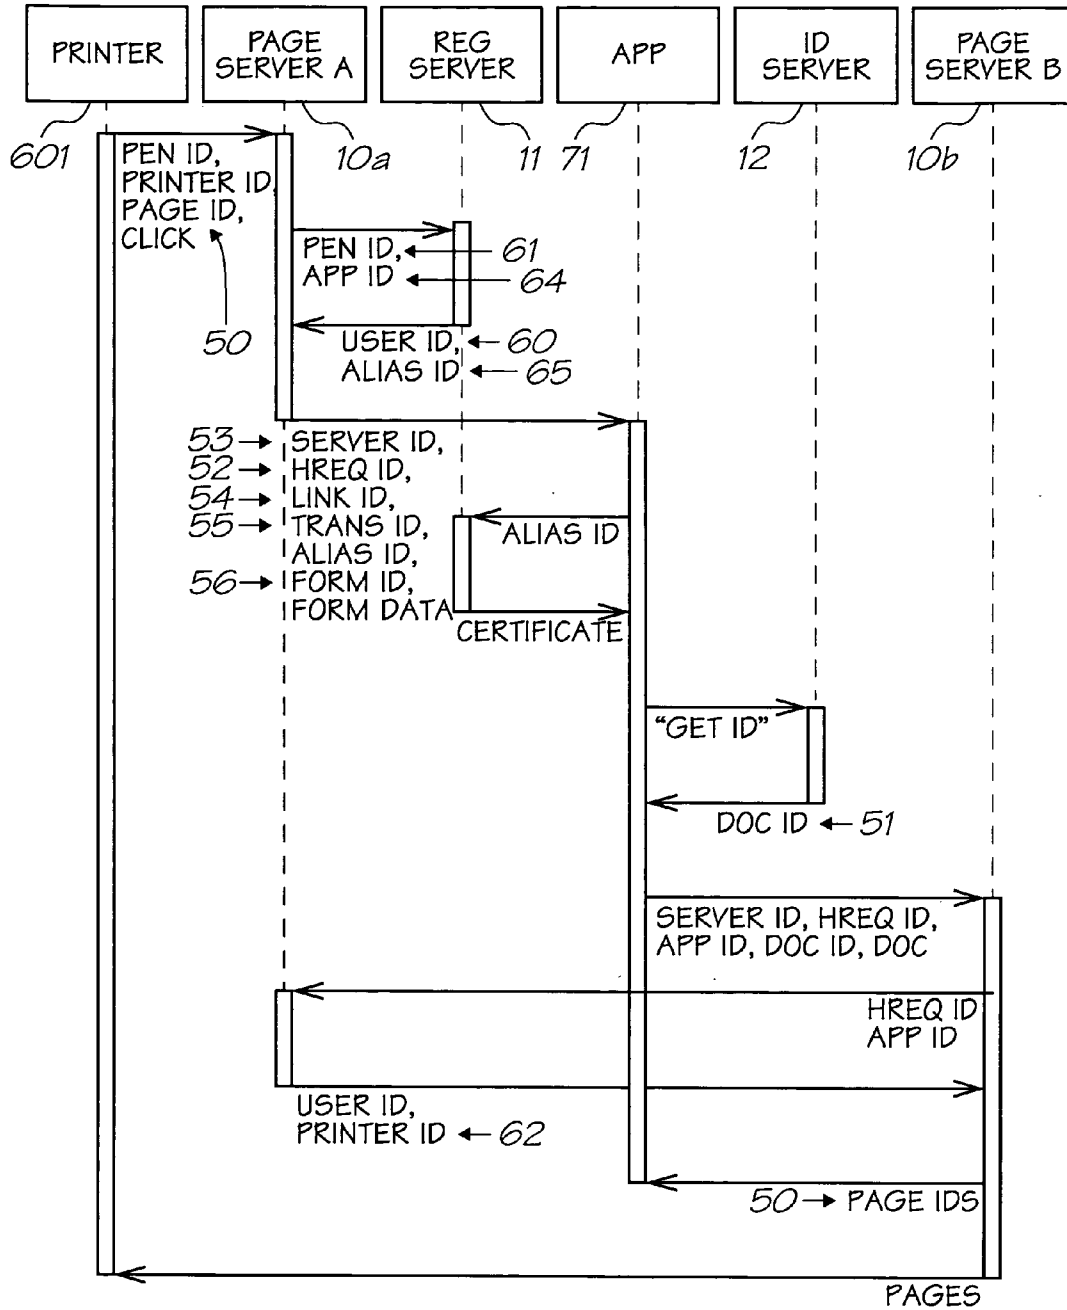 PRINTER
PAGE
SERVER A
REG
SERVER
APP
ID
SERVER
PAGE
SERVER B
601
10a
11
71
12
10b
PEN ID,
PRINTER ID,
PAGE ID,
CLICK
50
PEN ID,
61
APP ID
64
USER ID,
60
ALIAS ID
65
53
SERVER ID,
52
HREQ ID,
54
LINK ID,
55
TRANS ID,
ALIAS ID,
56
FORM ID,
FORM DATA
ALIAS ID
CERTIFICATE
“GET ID”
DOC ID
51
SERVER ID, HREQ ID,
APP ID, DOC ID, DOC
HREQ ID
APP ID
USER ID,
PRINTER ID
62
50
PAGE IDS
PAGES